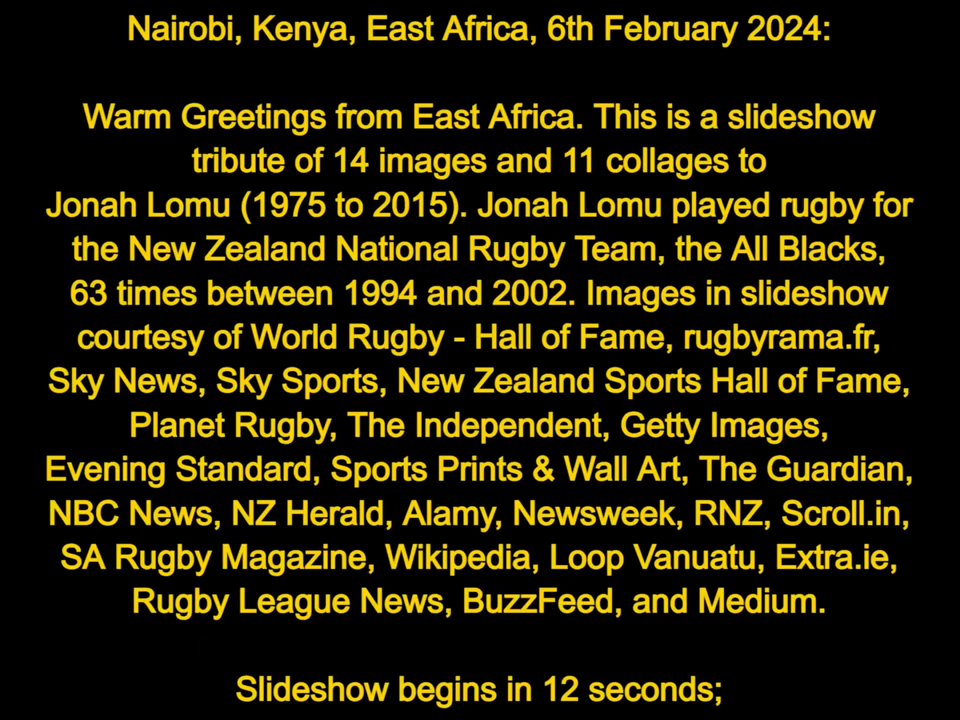 Nairobi, Kenya, East Africa, 6th February 2024:
Warm Greetings from East Africa. This is a slideshow
tribute of 14 images and 11 collages to
Jonah Lomu (1975 to 2015). Jonah Lomu played rugby for
the New Zealand National Rugby Team, the All Blacks,
63 times between 1994 and 2002. Images in slideshow
courtesy of World Rugby - Hall of Fame, rugbyrama.fr,
Sky News, Sky Sports, New Zealand Sports Hall of Fame,
Planet Rugby, The Independent, Getty Images,
Evening Standard, Sports Prints & Wall Art, The Guardian,
NBC News, NZ Herald, Alamy, Newsweek, RNZ, Scroll.in,
SA Rugby Magazine, Wikipedia, Loop Vanuatu, Extra.ie,
Rugby League News, BuzzFeed, and Medium.
Slideshow begins in 12 seconds;